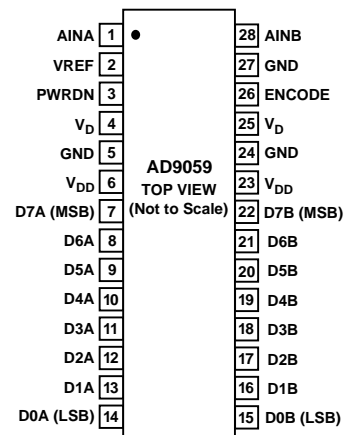 AINA 1 28 AINB
VREF 2 27 GND
PWRDN 3 26 ENCODE
VD 4 25 VD
GND 5 24 GND
VDD 6 23 VDD
AD9059
TOP VIEW
(Not to Scale)
D7A (MSB) 7 22 D7B (MSB)
D6A 8 21 D6B
D5A 9 20 D5B
D4A 10 19 D4B
D3A 11 18 D3B
D2A 12 17 D2B
D1A 13 16 D1B
D0A (LSB) 14 15 D0B (LSB)